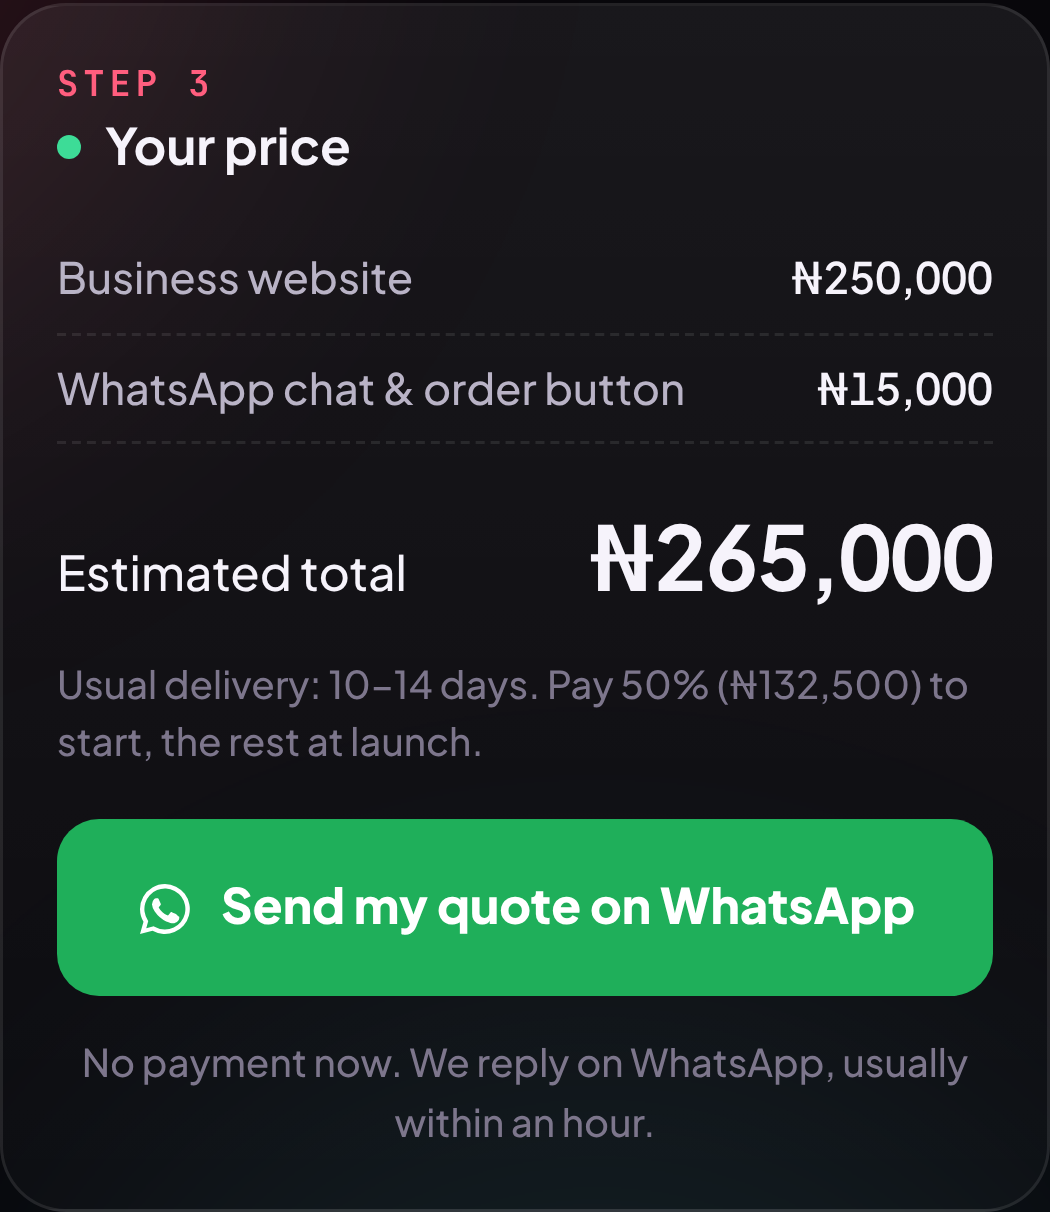 STEP 3
Your price
Business website ₦250,000
WhatsApp chat & order button ₦15,000
Estimated total ₦265,000
Usual delivery: 10–14 days. Pay 50% (₦132,500) to
start, the rest at launch.
Send my quote on WhatsApp
No payment now. We reply on WhatsApp, usually
within an hour.